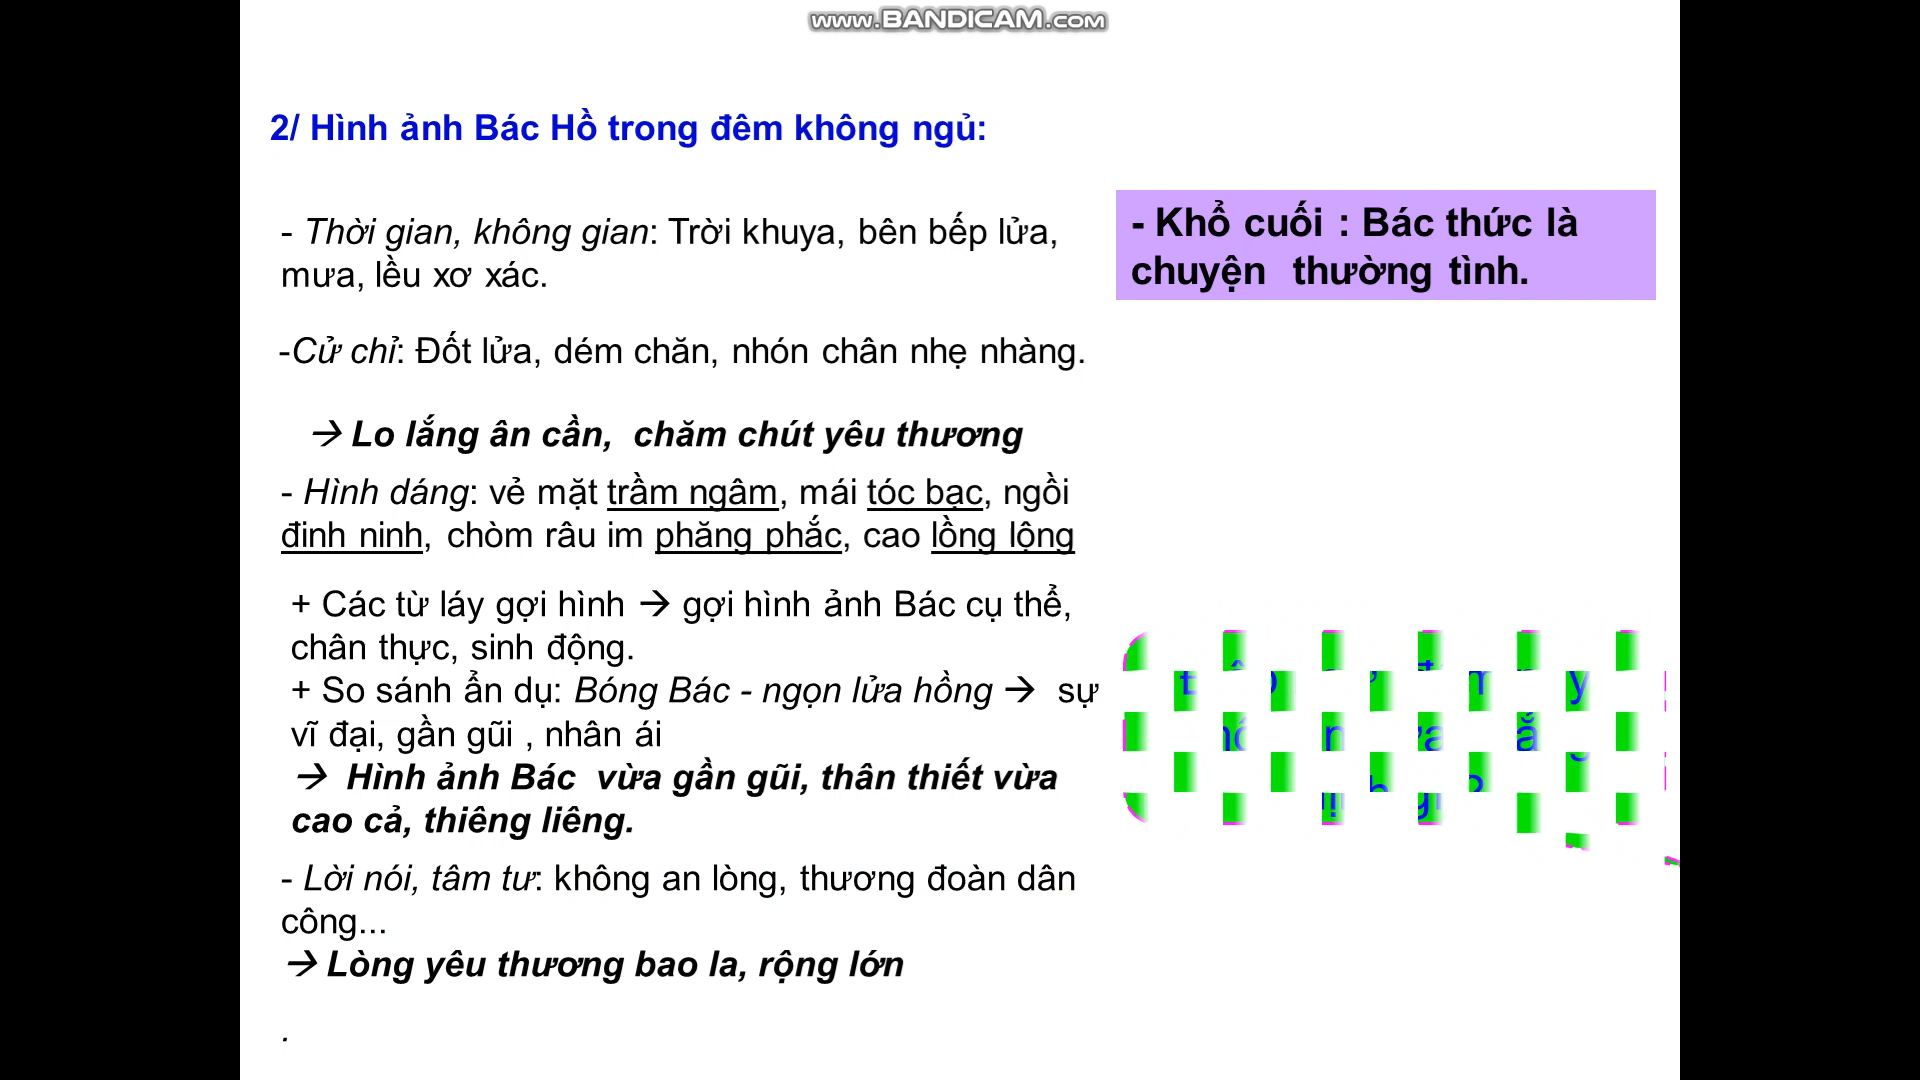 www.BANDICAM.com
2/ Hình ảnh Bác Hồ trong đêm không ngủ:
- Thời gian, không gian: Trời khuya, bên bếp lửa,
mưa, lều xơ xác.
-Cử chỉ: Đốt lửa, dém chăn, nhón chân nhẹ nhàng.
→ Lo lắng ân cần, chăm chút yêu thương
- Hình dáng: vẻ mặt trầm ngâm, mái tóc bạc, ngồi
đinh ninh, chòm râu im phăng phắc, cao lồng lộng
+ Các từ láy gợi hình → gợi hình ảnh Bác cụ thể,
chân thực, sinh động.
+ So sánh ẩn dụ: Bóng Bác - ngọn lửa hồng → sự
vĩ đại, gần gũi , nhân ái
→ Hình ảnh Bác vừa gần gũi, thân thiết vừa
cao cả, thiêng liêng.
- Lời nói, tâm tư: không an lòng, thương đoàn dân
công...
→ Lòng yêu thương bao la, rộng lớn
.
- Khổ cuối : Bác thức là
chuyện thường tình.